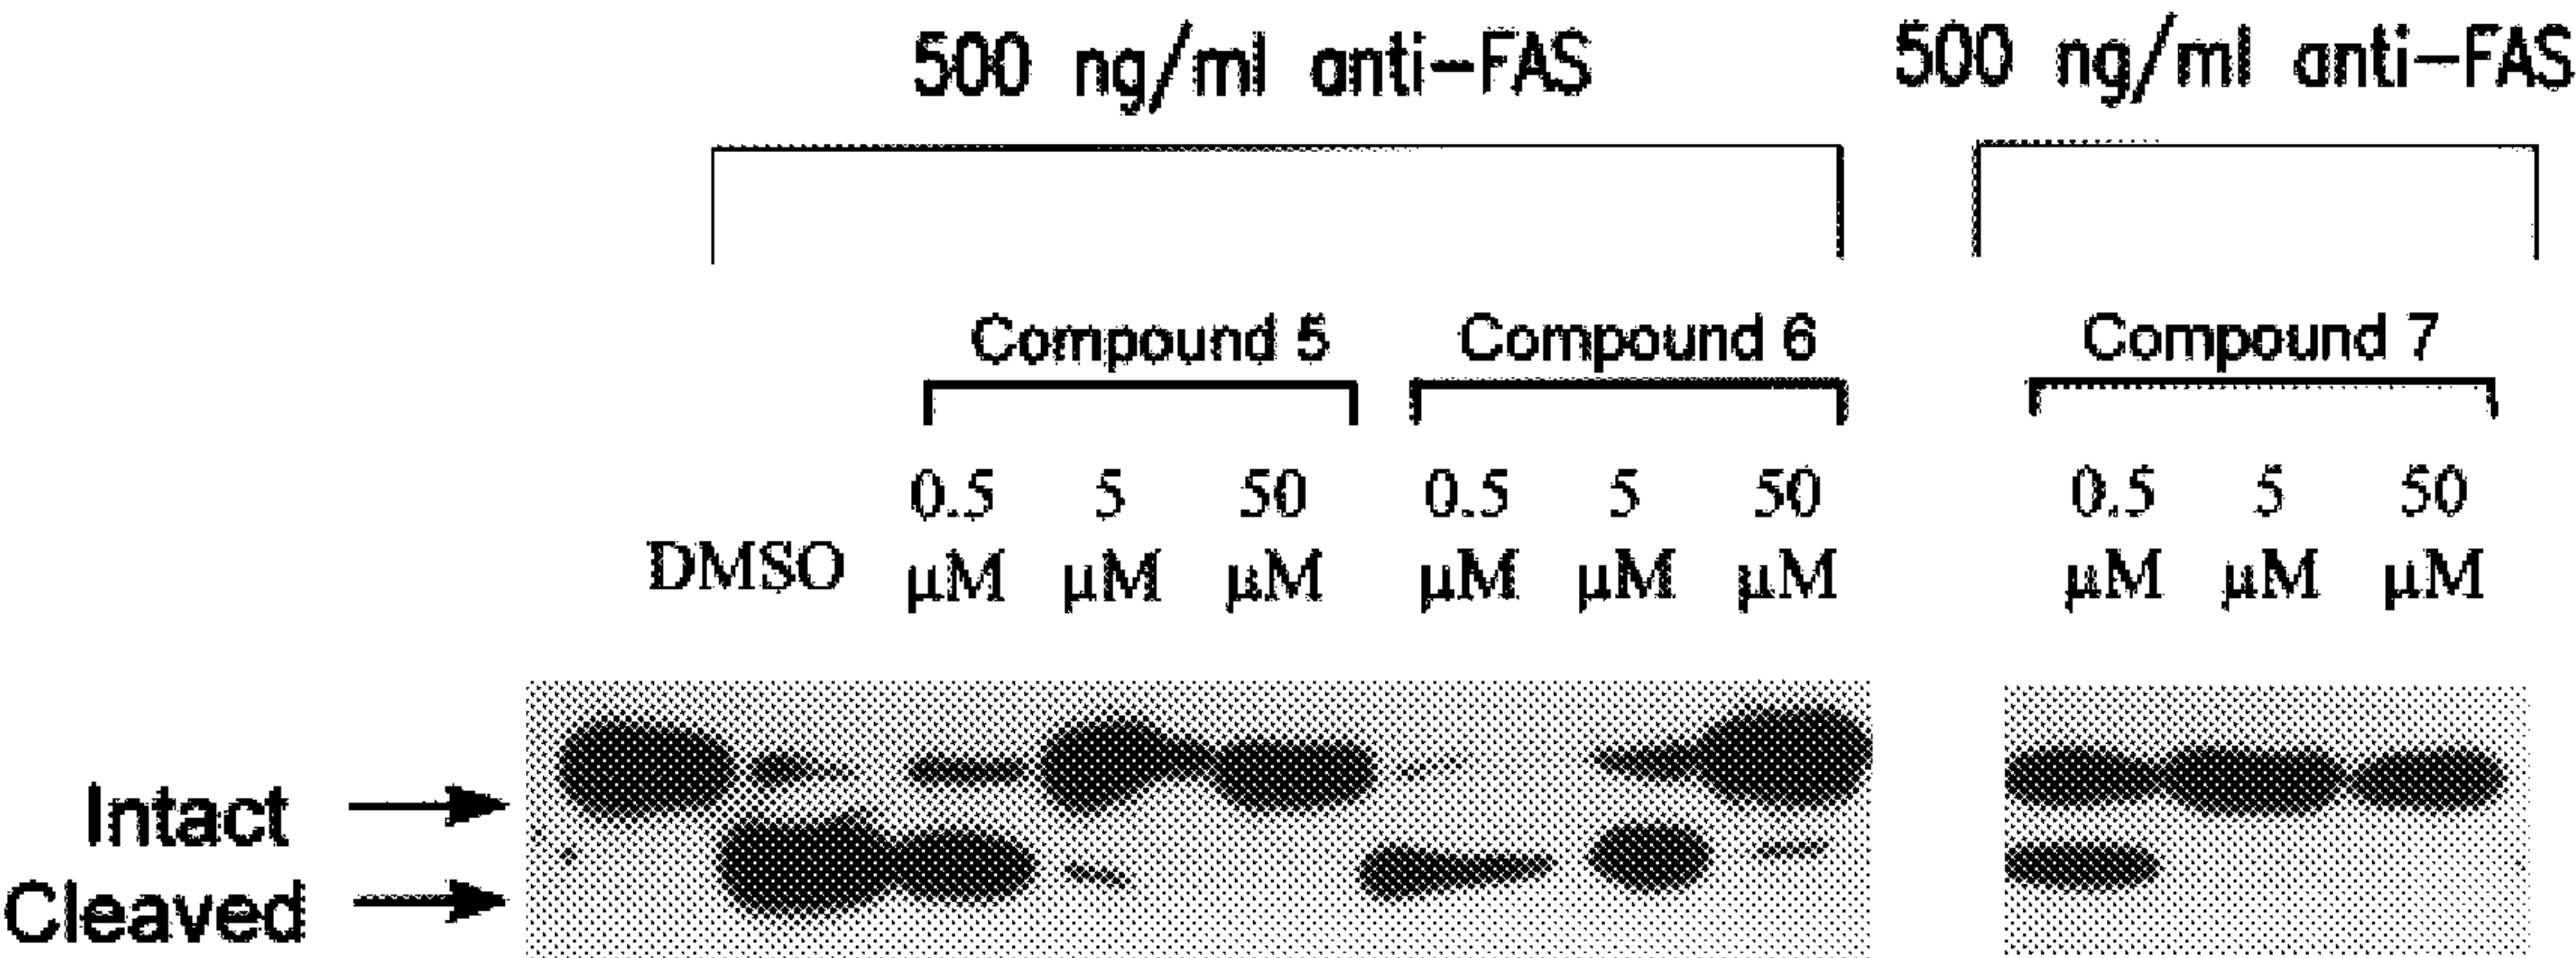 500 ng/ml anti-FAS 500 ng/ml anti-FAS
Compound 5 Compound 6 Compound 7
0.5 5 50 0.5 5 50 0.5 5 50
DMSO µM µM µM µM µM µM µM µM µM
Intact
Cleaved